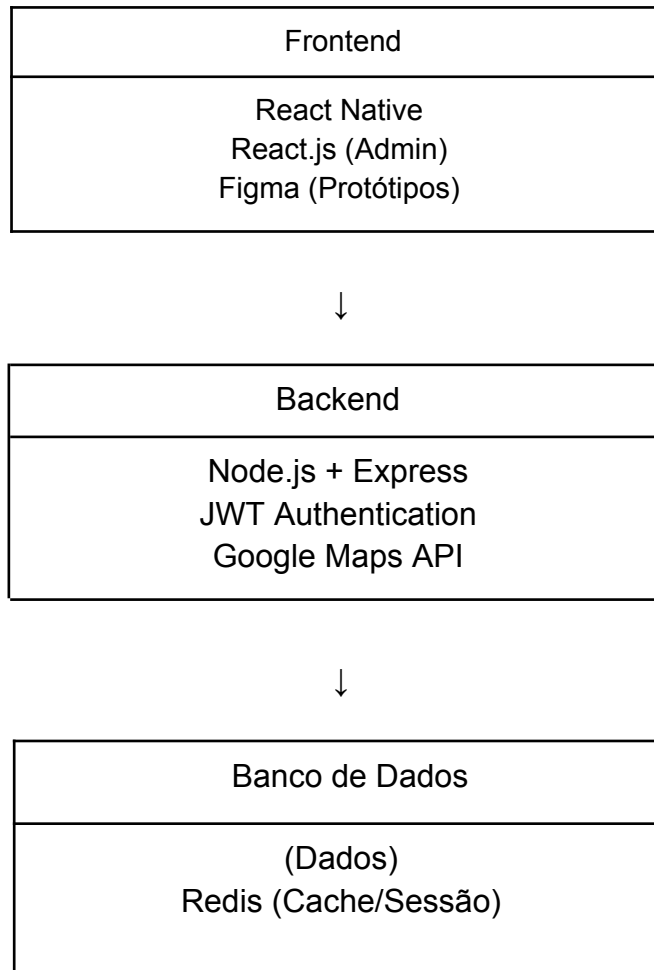 Frontend
React Native
React.js (Admin)
Figma (Protótipos)
↓
Backend
Node.js + Express
JWT Authentication
Google Maps API
↓
Banco de Dados
(Dados)
Redis (Cache/Sessão)